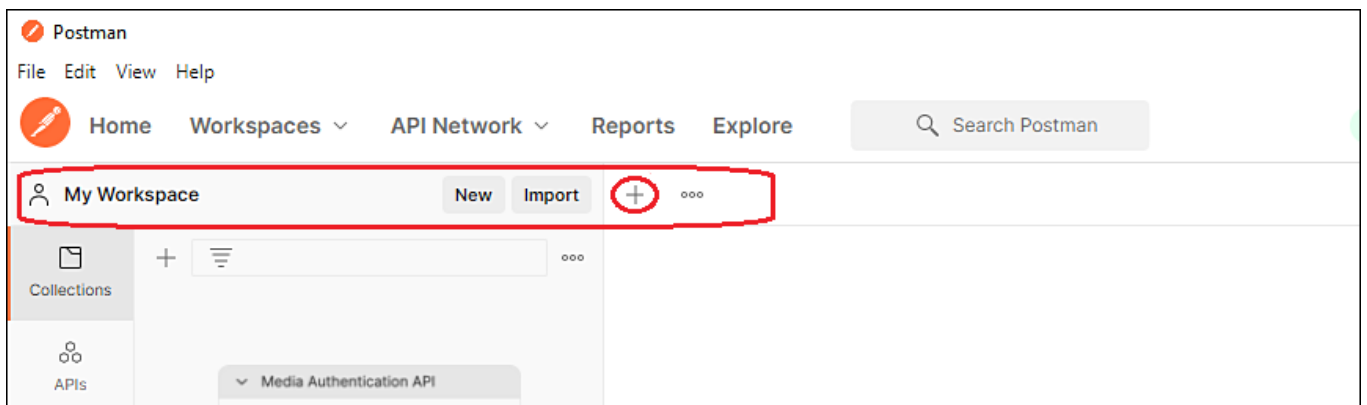 Postman
File Edit View Help
Home Workspaces API Network Reports Explore Search Postman
My Workspace New Import
Collections
APIs
Media Authentication API